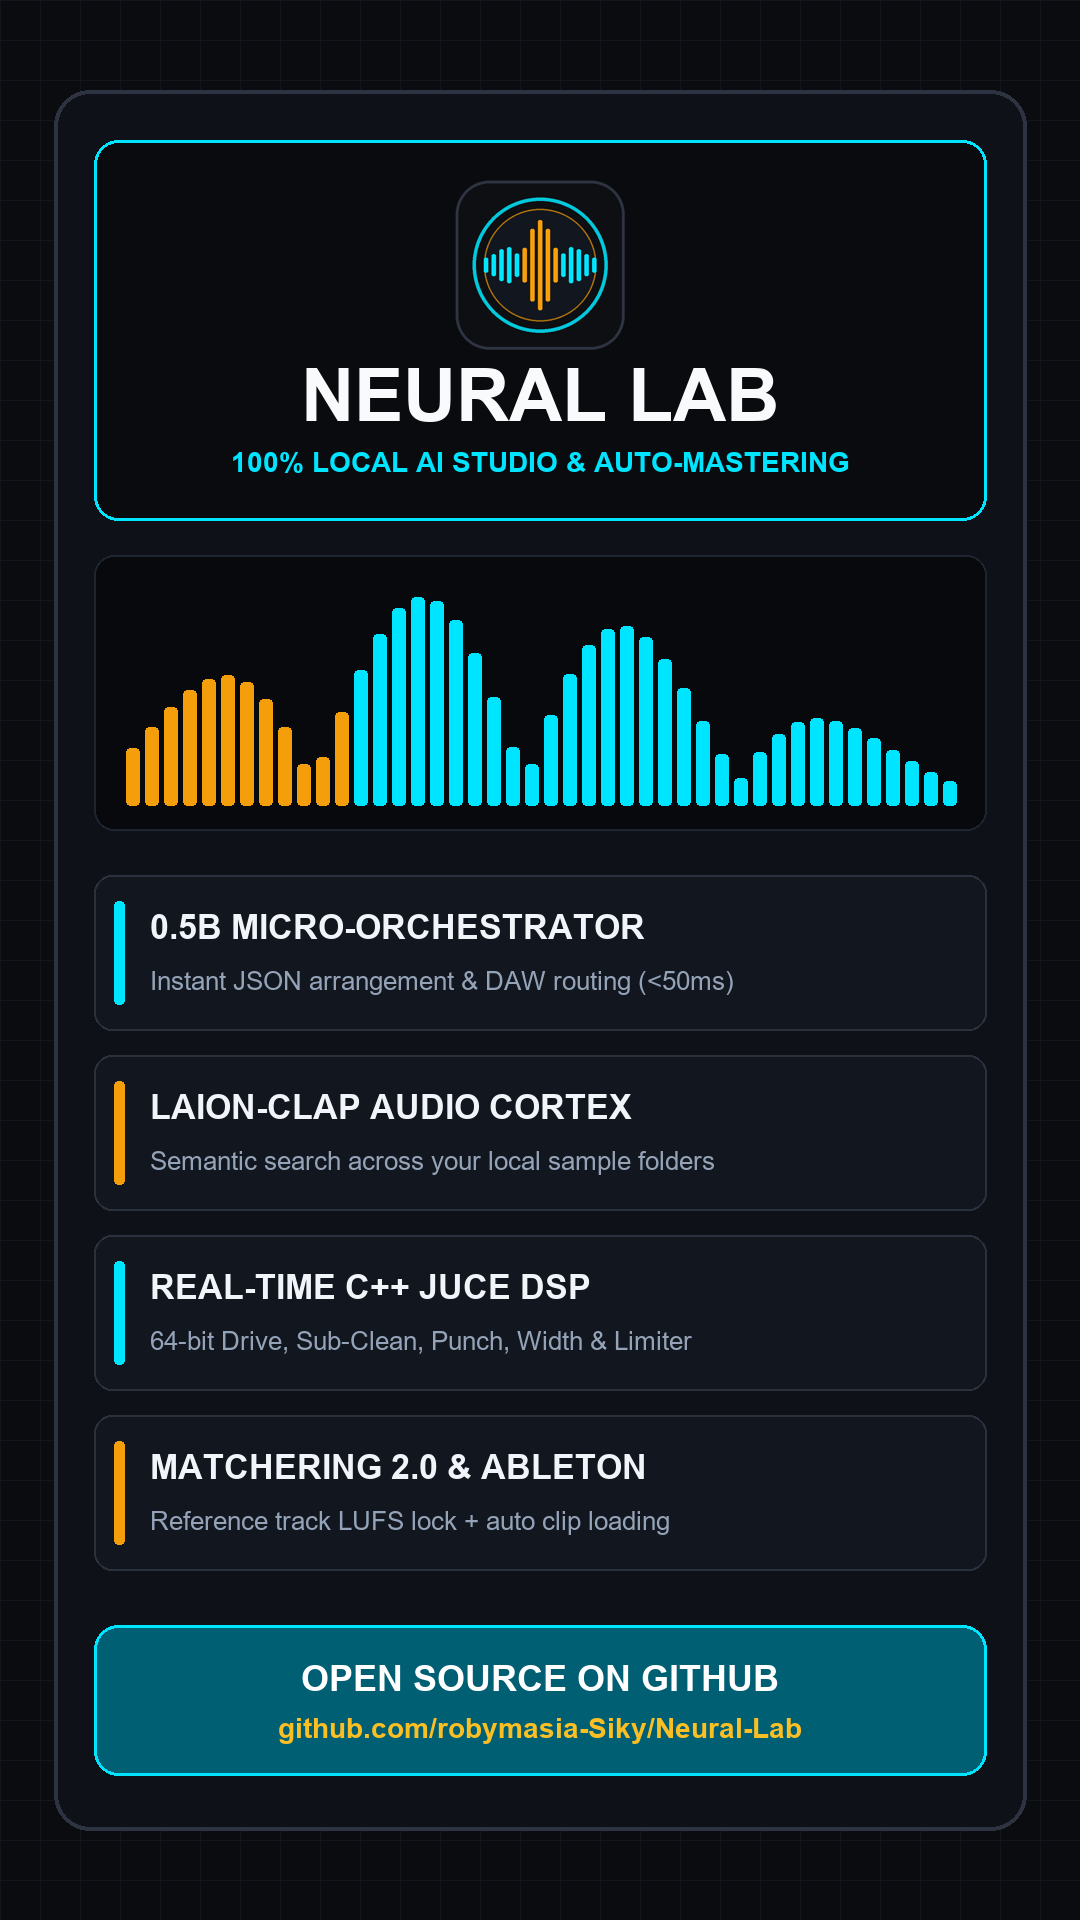 NEURAL LAB
100% LOCAL AI STUDIO & AUTO-MASTERING
0.5B MICRO-ORCHESTRATOR
Instant JSON arrangement & DAW routing (<50ms)
LAION-CLAP AUDIO CORTEX
Semantic search across your local sample folders
REAL-TIME C++ JUCE DSP
64-bit Drive, Sub-Clean, Punch, Width & Limiter
MATCHERING 2.0 & ABLETON
Reference track LUFS lock + auto clip loading
OPEN SOURCE ON GITHUB
github.com/robymasia-Siky/Neural-Lab